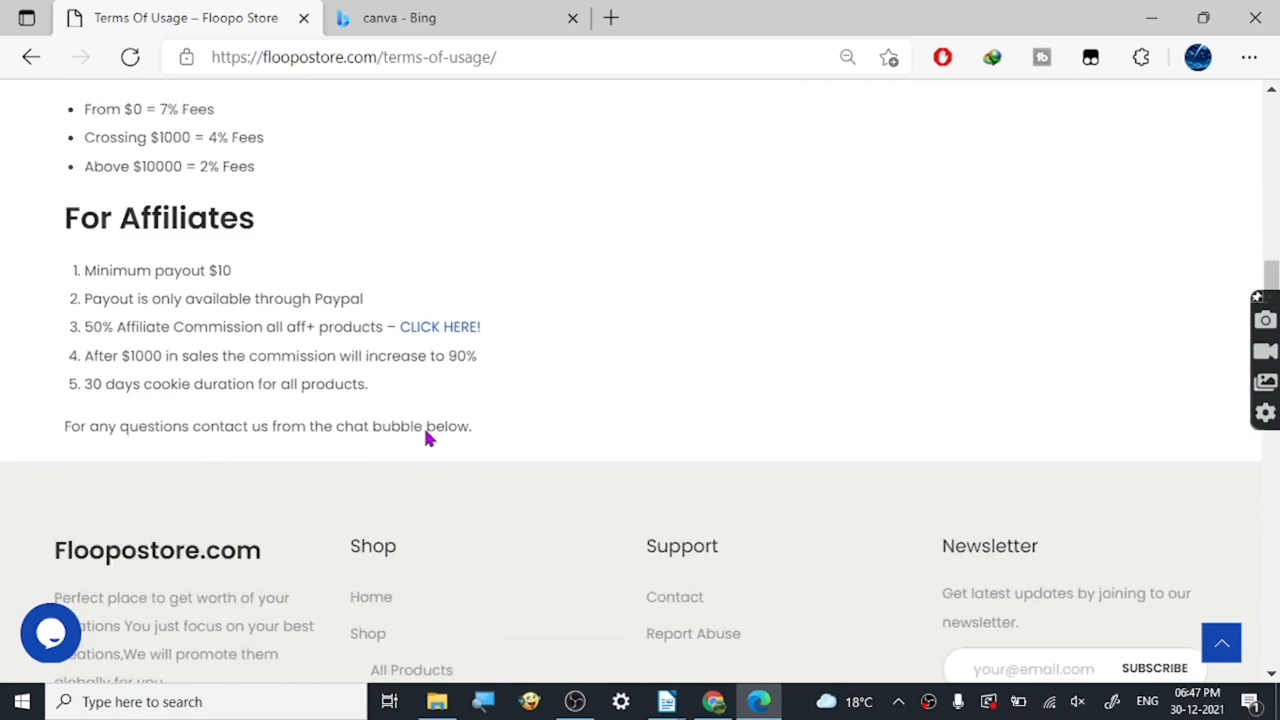 Terms Of Usage – Floopo Store
canva - Bing
https://floopostore.com/terms-of-usage/
From $0 = 7% Fees
Crossing $1000 = 4% Fees
Above $10000 = 2% Fees
For Affiliates
1. Minimum payout $10
2. Payout is only available through Paypal
3. 50% Affiliate Commission all aff+ products – CLICK HERE!
4. After $1000 in sales the commission will increase to 90%
5. 30 days cookie duration for all products.
For any questions contact us from the chat bubble below.
Floopostore.com
Perfect place to get worth of your
ations You just focus on your best
eations,We will promote them
globally for you
Shop
Home
Shop
All Products
Support
Contact
Report Abuse
Newsletter
Get latest updates by joining to our
newsletter.
your@email.com
SUBSCRIBE
Type here to search
18°C
ENG
06:47 PM
30-12-2021
1